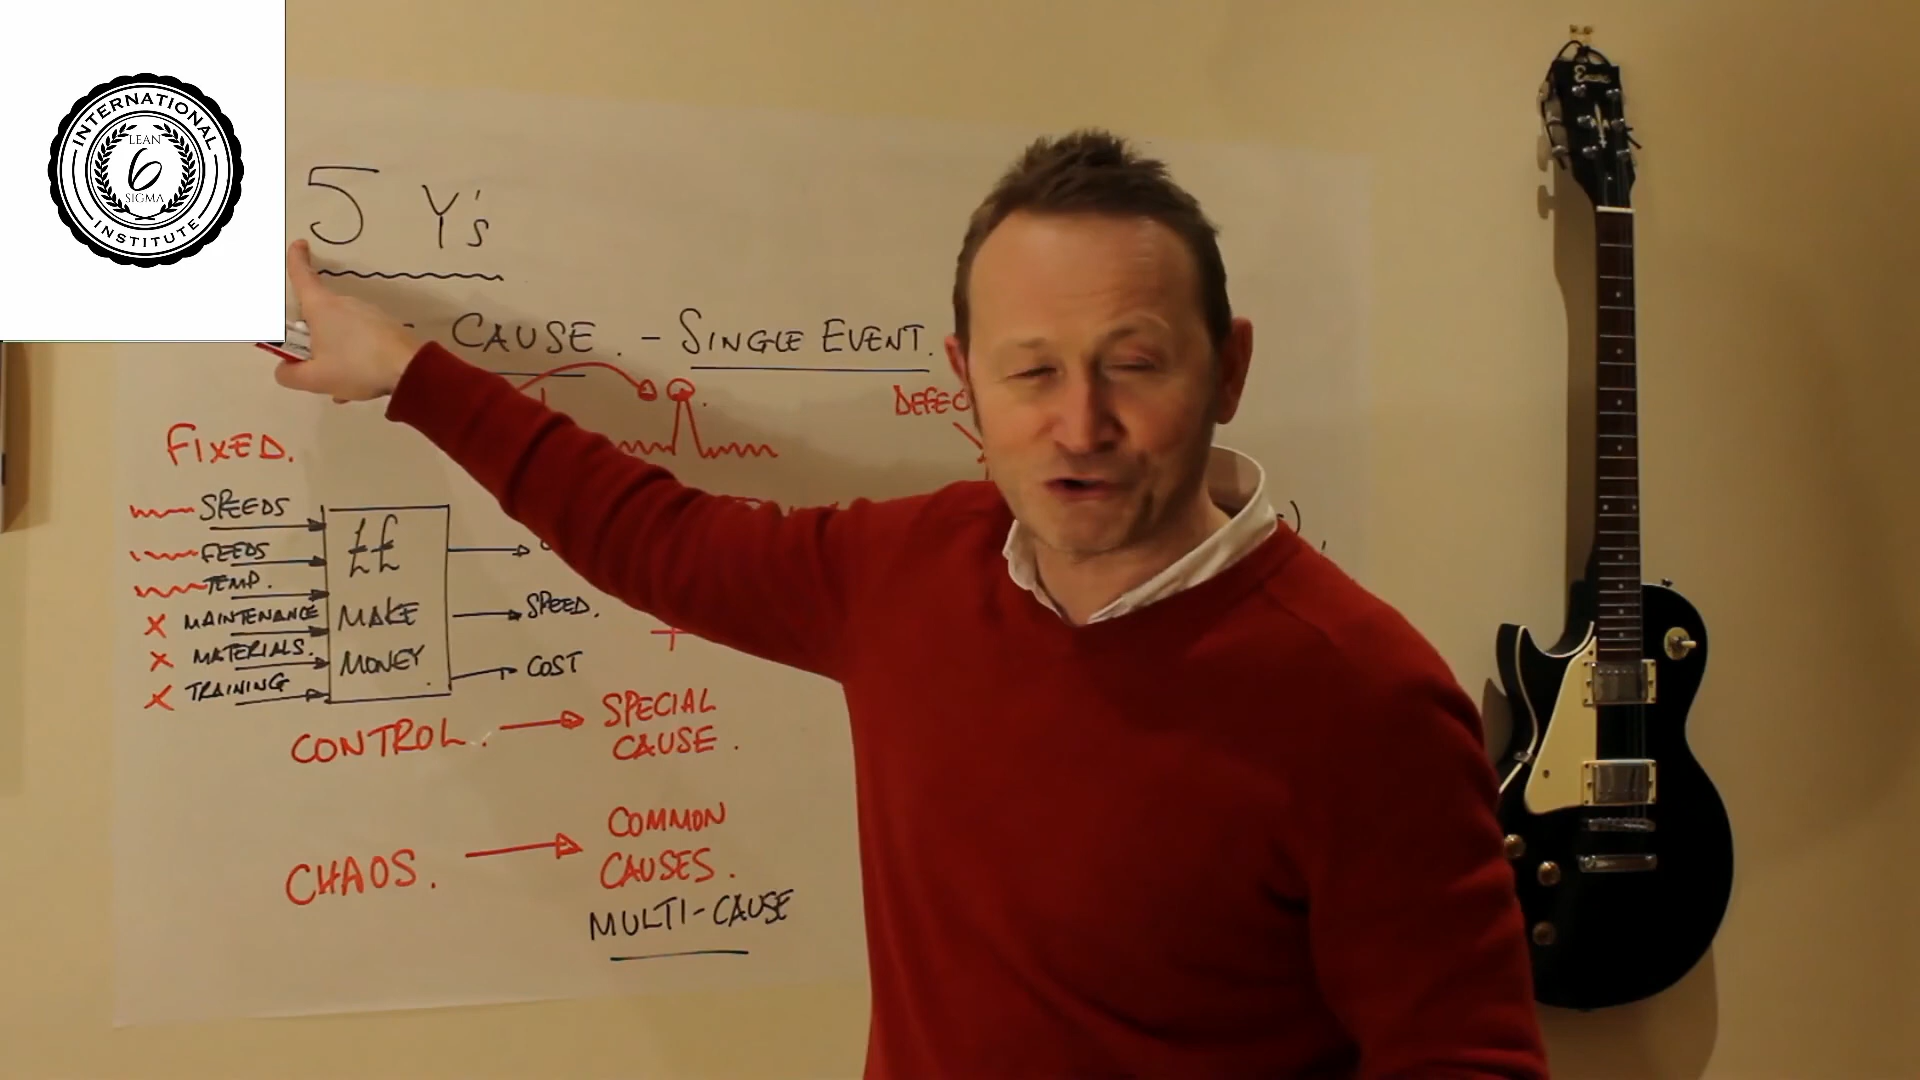 INTERNATIONAL
LEAN
6
SIGMA
INSTITUTE
5 Y's
CAUSE. - SINGLE EVENT.
FIXED.
SPEEDS
FEEDS
TEMP.
MAINTENANCE
MATERIALS.
TRAINING
££
MAKE
MONEY.
SPEED.
COST
CONTROL.
SPECIAL
CAUSE.
CHAOS.
COMMON
CAUSES.
MULTI-CAUSE